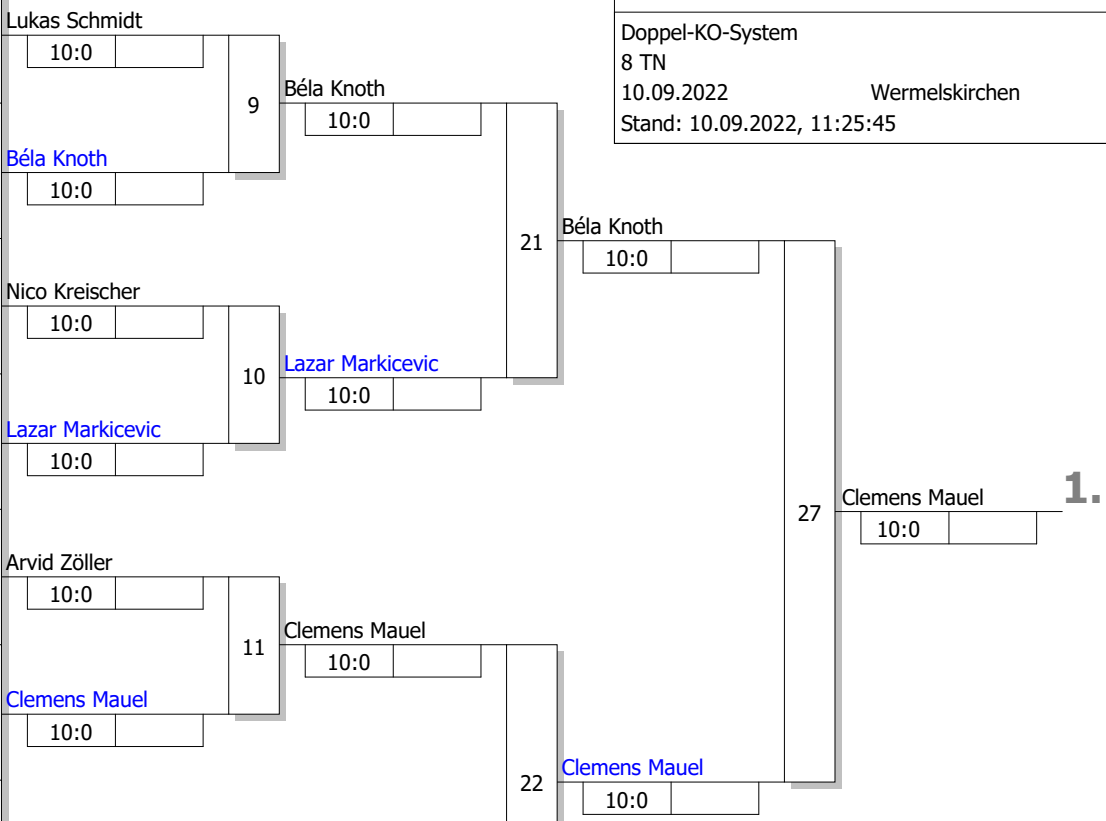 Lukas Schmidt
10:0
Doppel-KO-System
8 TN
10.09.2022 Wermelskirchen
Stand: 10.09.2022, 11:25:45
9
Béla Knoth
10:0
Béla Knoth
10:0
21
Béla Knoth
10:0
Nico Kreischer
10:0
10
Lazar Markicevic
10:0
Lazar Markicevic
10:0
27
Clemens Mauel
1.
10:0
Arvid Zöller
10:0
11
Clemens Mauel
10:0
Clemens Mauel
10:0
22
Clemens Mauel
10:0